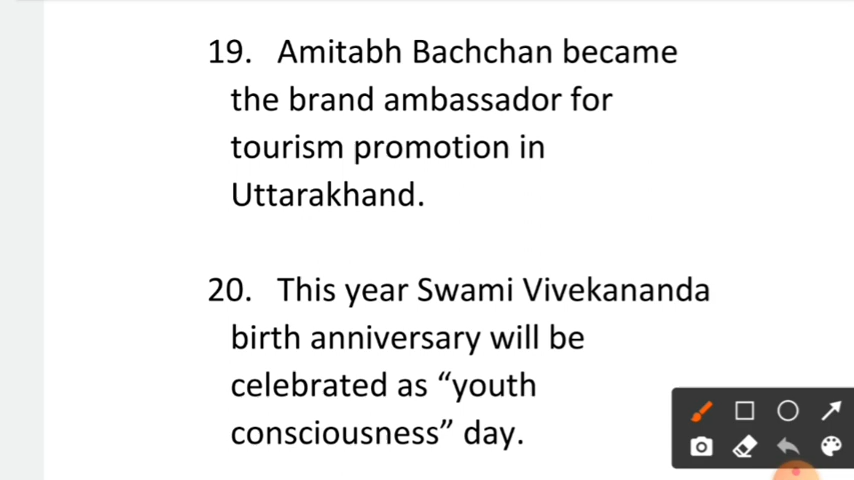 19. Amitabh Bachchan became
the brand ambassador for
tourism promotion in
Uttarakhand.
20. This year Swami Vivekananda
birth anniversary will be
celebrated as “youth
consciousness” day.